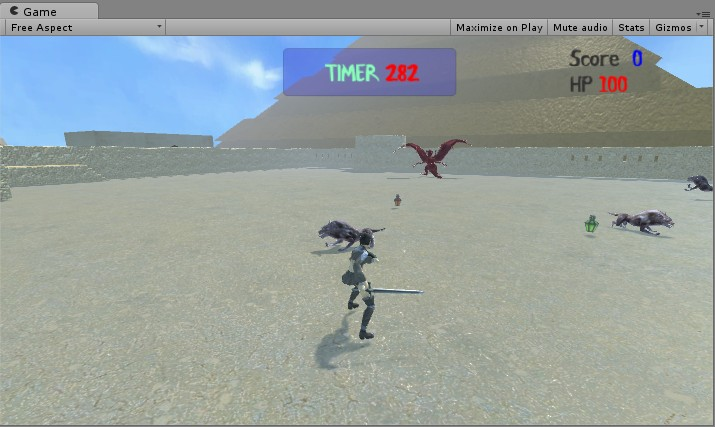 Game
Free Aspect
Maximize on Play Mute audio Stats Gizmos
TIMER 282
Score 0
HP 100